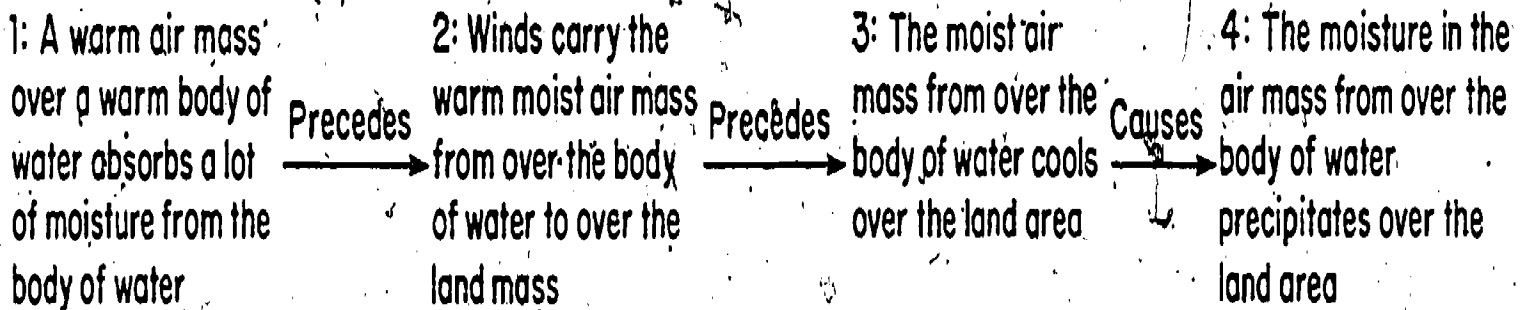 1: A warm air mass
over a warm body of
water absorbs a lot
of moisture from the
body of water
Precedes
2: Winds carry the
warm moist air mass
from over the body
of water to over the
land mass
Precedes
3: The moist air
mass from over the
body of water cools
over the land area
Causes
4: The moisture in the
air mass from over the
body of water
precipitates over the
land area